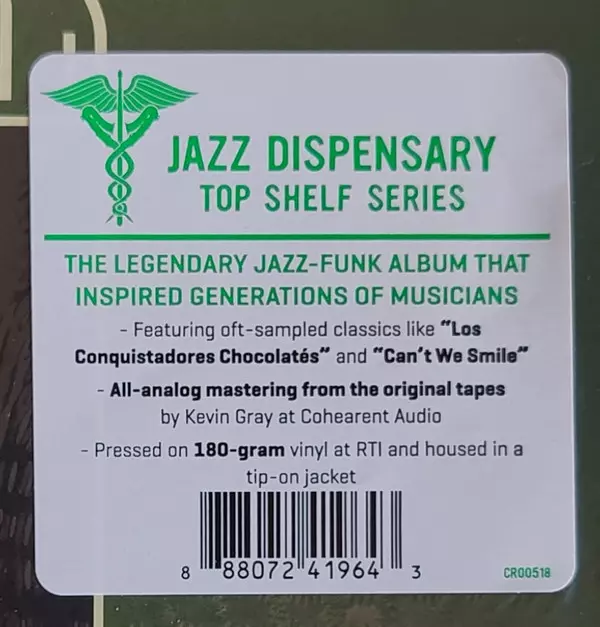 JAZZ DISPENSARY
TOP SHELF SERIES
THE LEGENDARY JAZZ-FUNK ALBUM THAT
INSPIRED GENERATIONS OF MUSICIANS
- Featuring oft-sampled classics like "Los
Conquistadores Chocolatés" and "Can't We Smile"
- All-analog mastering from the original tapes
by Kevin Gray at Cohearent Audio
- Pressed on 180-gram vinyl at RTI and housed in a
tip-on jacket
8 88072 41964 3
CR00518